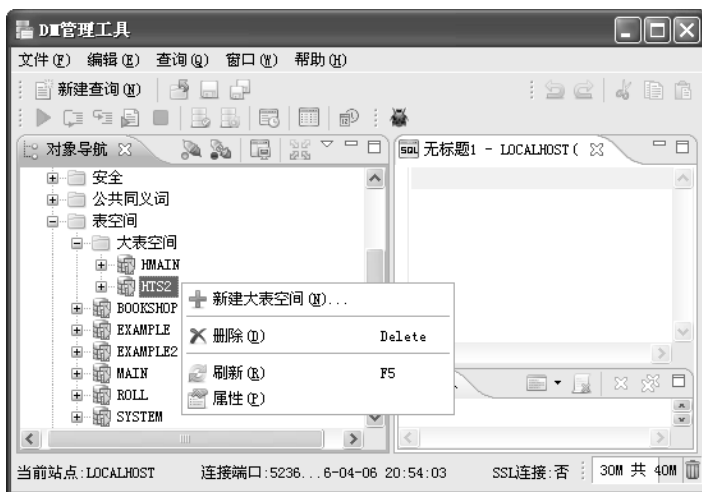 DM管理工具
文件(F) 编辑(E) 查询(Q) 窗口(W) 帮助(H)
新建查询(N)
对象导航
无标题1 - LOCALHOST(
安全
公共同义词
表空间
大表空间
HMAIN
HTS2
新建大表空间(N)...
BOOKSHOP
EXAMPLE
删除(D) Delete
EXAMPLE2
MAIN
刷新(R) F5
ROLL
属性(P)
SYSTEM
当前站点:LOCALHOST 连接端口:5236...6-04-06 20:54:03 SSL连接:否 30M 共 40M